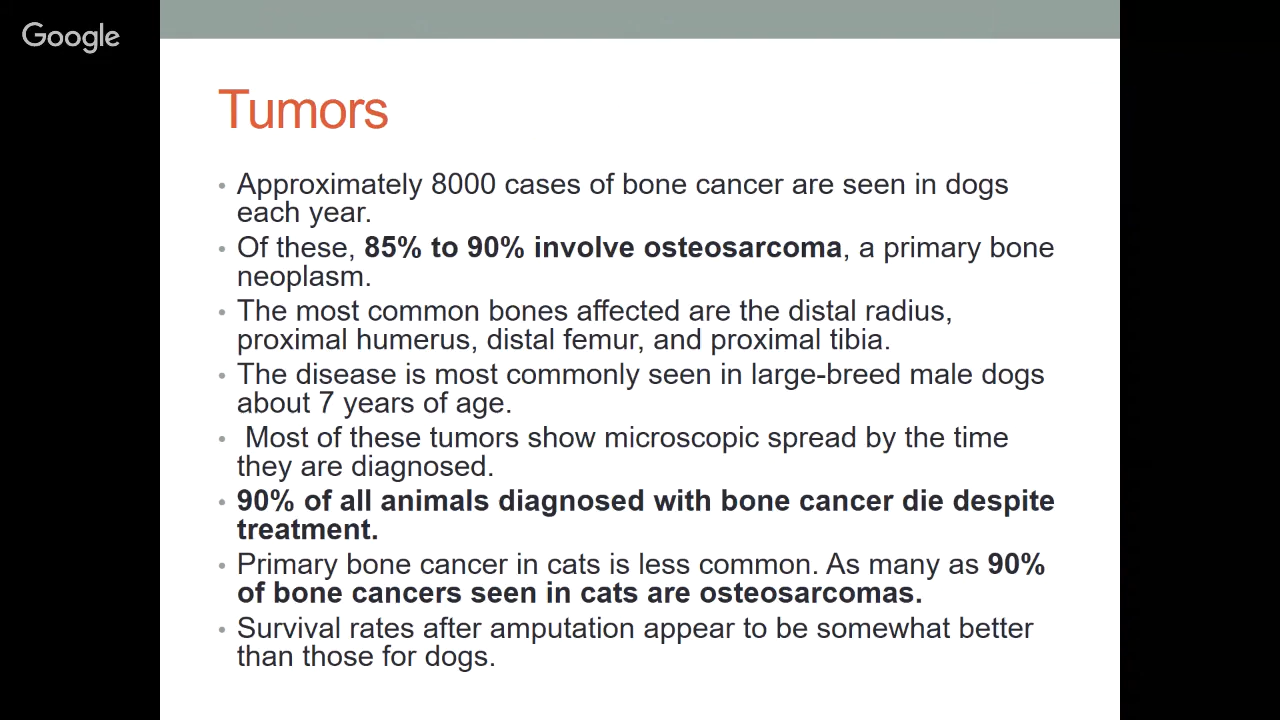 Google
Tumors
• Approximately 8000 cases of bone cancer are seen in dogs
each year.
• Of these, 85% to 90% involve osteosarcoma, a primary bone
neoplasm.
• The most common bones affected are the distal radius,
proximal humerus, distal femur, and proximal tibia.
• The disease is most commonly seen in large-breed male dogs
about 7 years of age.
• Most of these tumors show microscopic spread by the time
they are diagnosed.
• 90% of all animals diagnosed with bone cancer die despite
treatment.
• Primary bone cancer in cats is less common. As many as 90%
of bone cancers seen in cats are osteosarcomas.
• Survival rates after amputation appear to be somewhat better
than those for dogs.